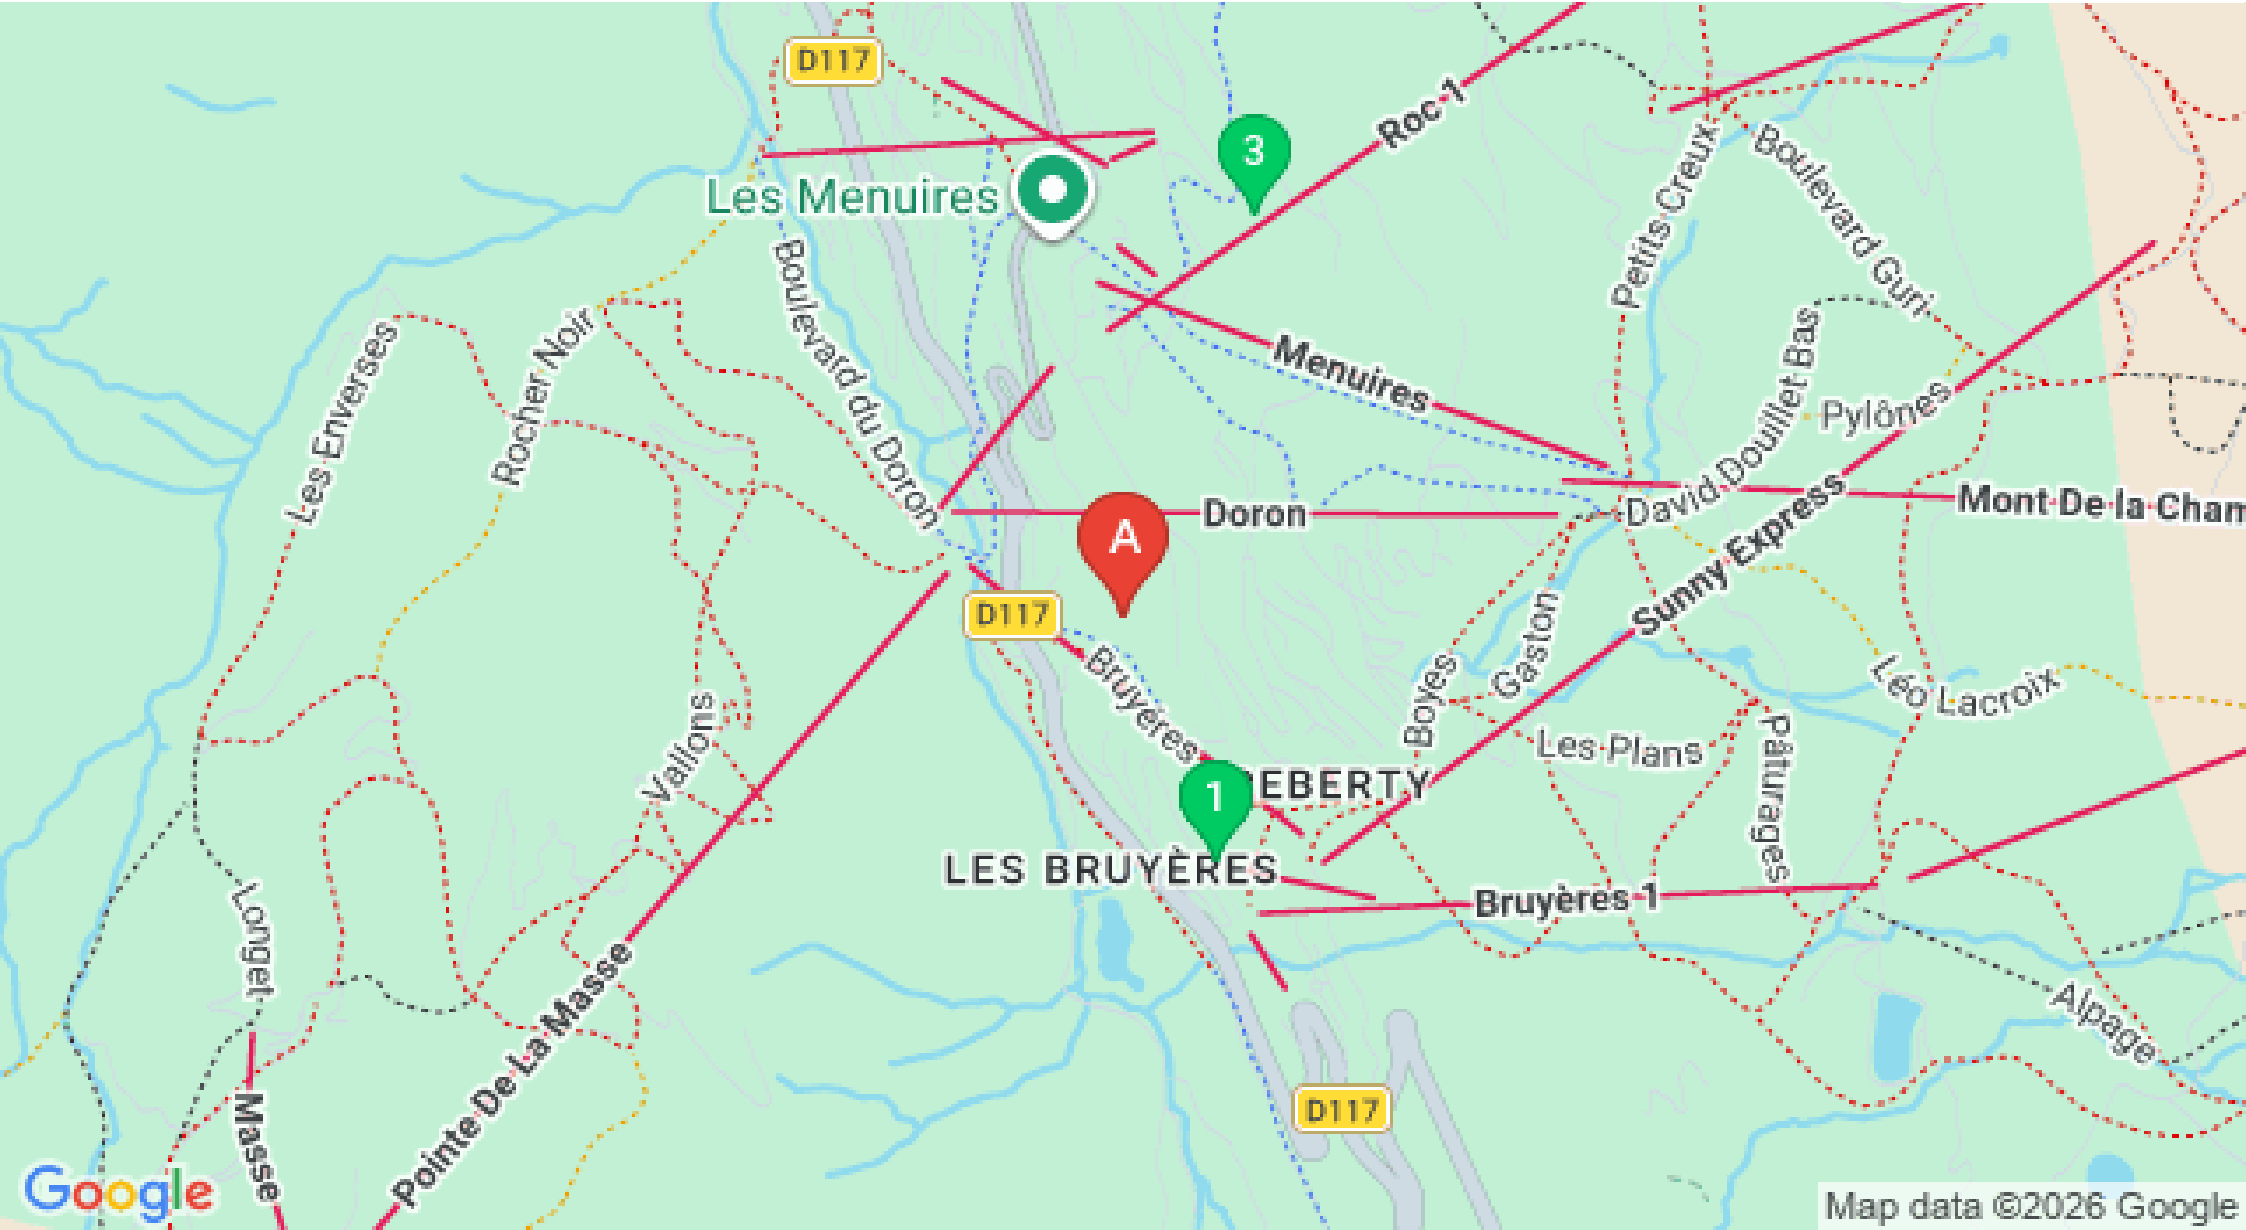 D117
Roc 1
3
Les Menuires
Petits Creux
Boulevard Guri
Boulevard du Doron
Les Enverses
Rocher Noir
Menuires
David Douillet Bas
Pylônes
Doron
Mont De la Cham
A
Sunny Express
D117
Bruyères
Gaston
Boyes
Léo Lacroix
Les Plans
Pâturages
Vallons
1
EBERTY
LES BRUYÈRES
Bruyères 1
Longet
Pointe De La Masse
Alpage
Masse
D117
Google
Map data ©2026 Google